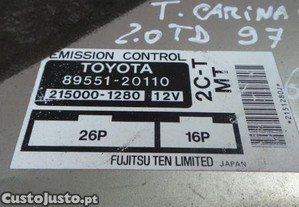 T. CARINA
2.0TD 97
EMISSION CONTROL
TOYOTA
89551-20110
215000-1280 12V
2C-T
MT
26P
16P
FUJITSU TEN LIMITED JAPAN
*2151280J*
CustoJusto.pt